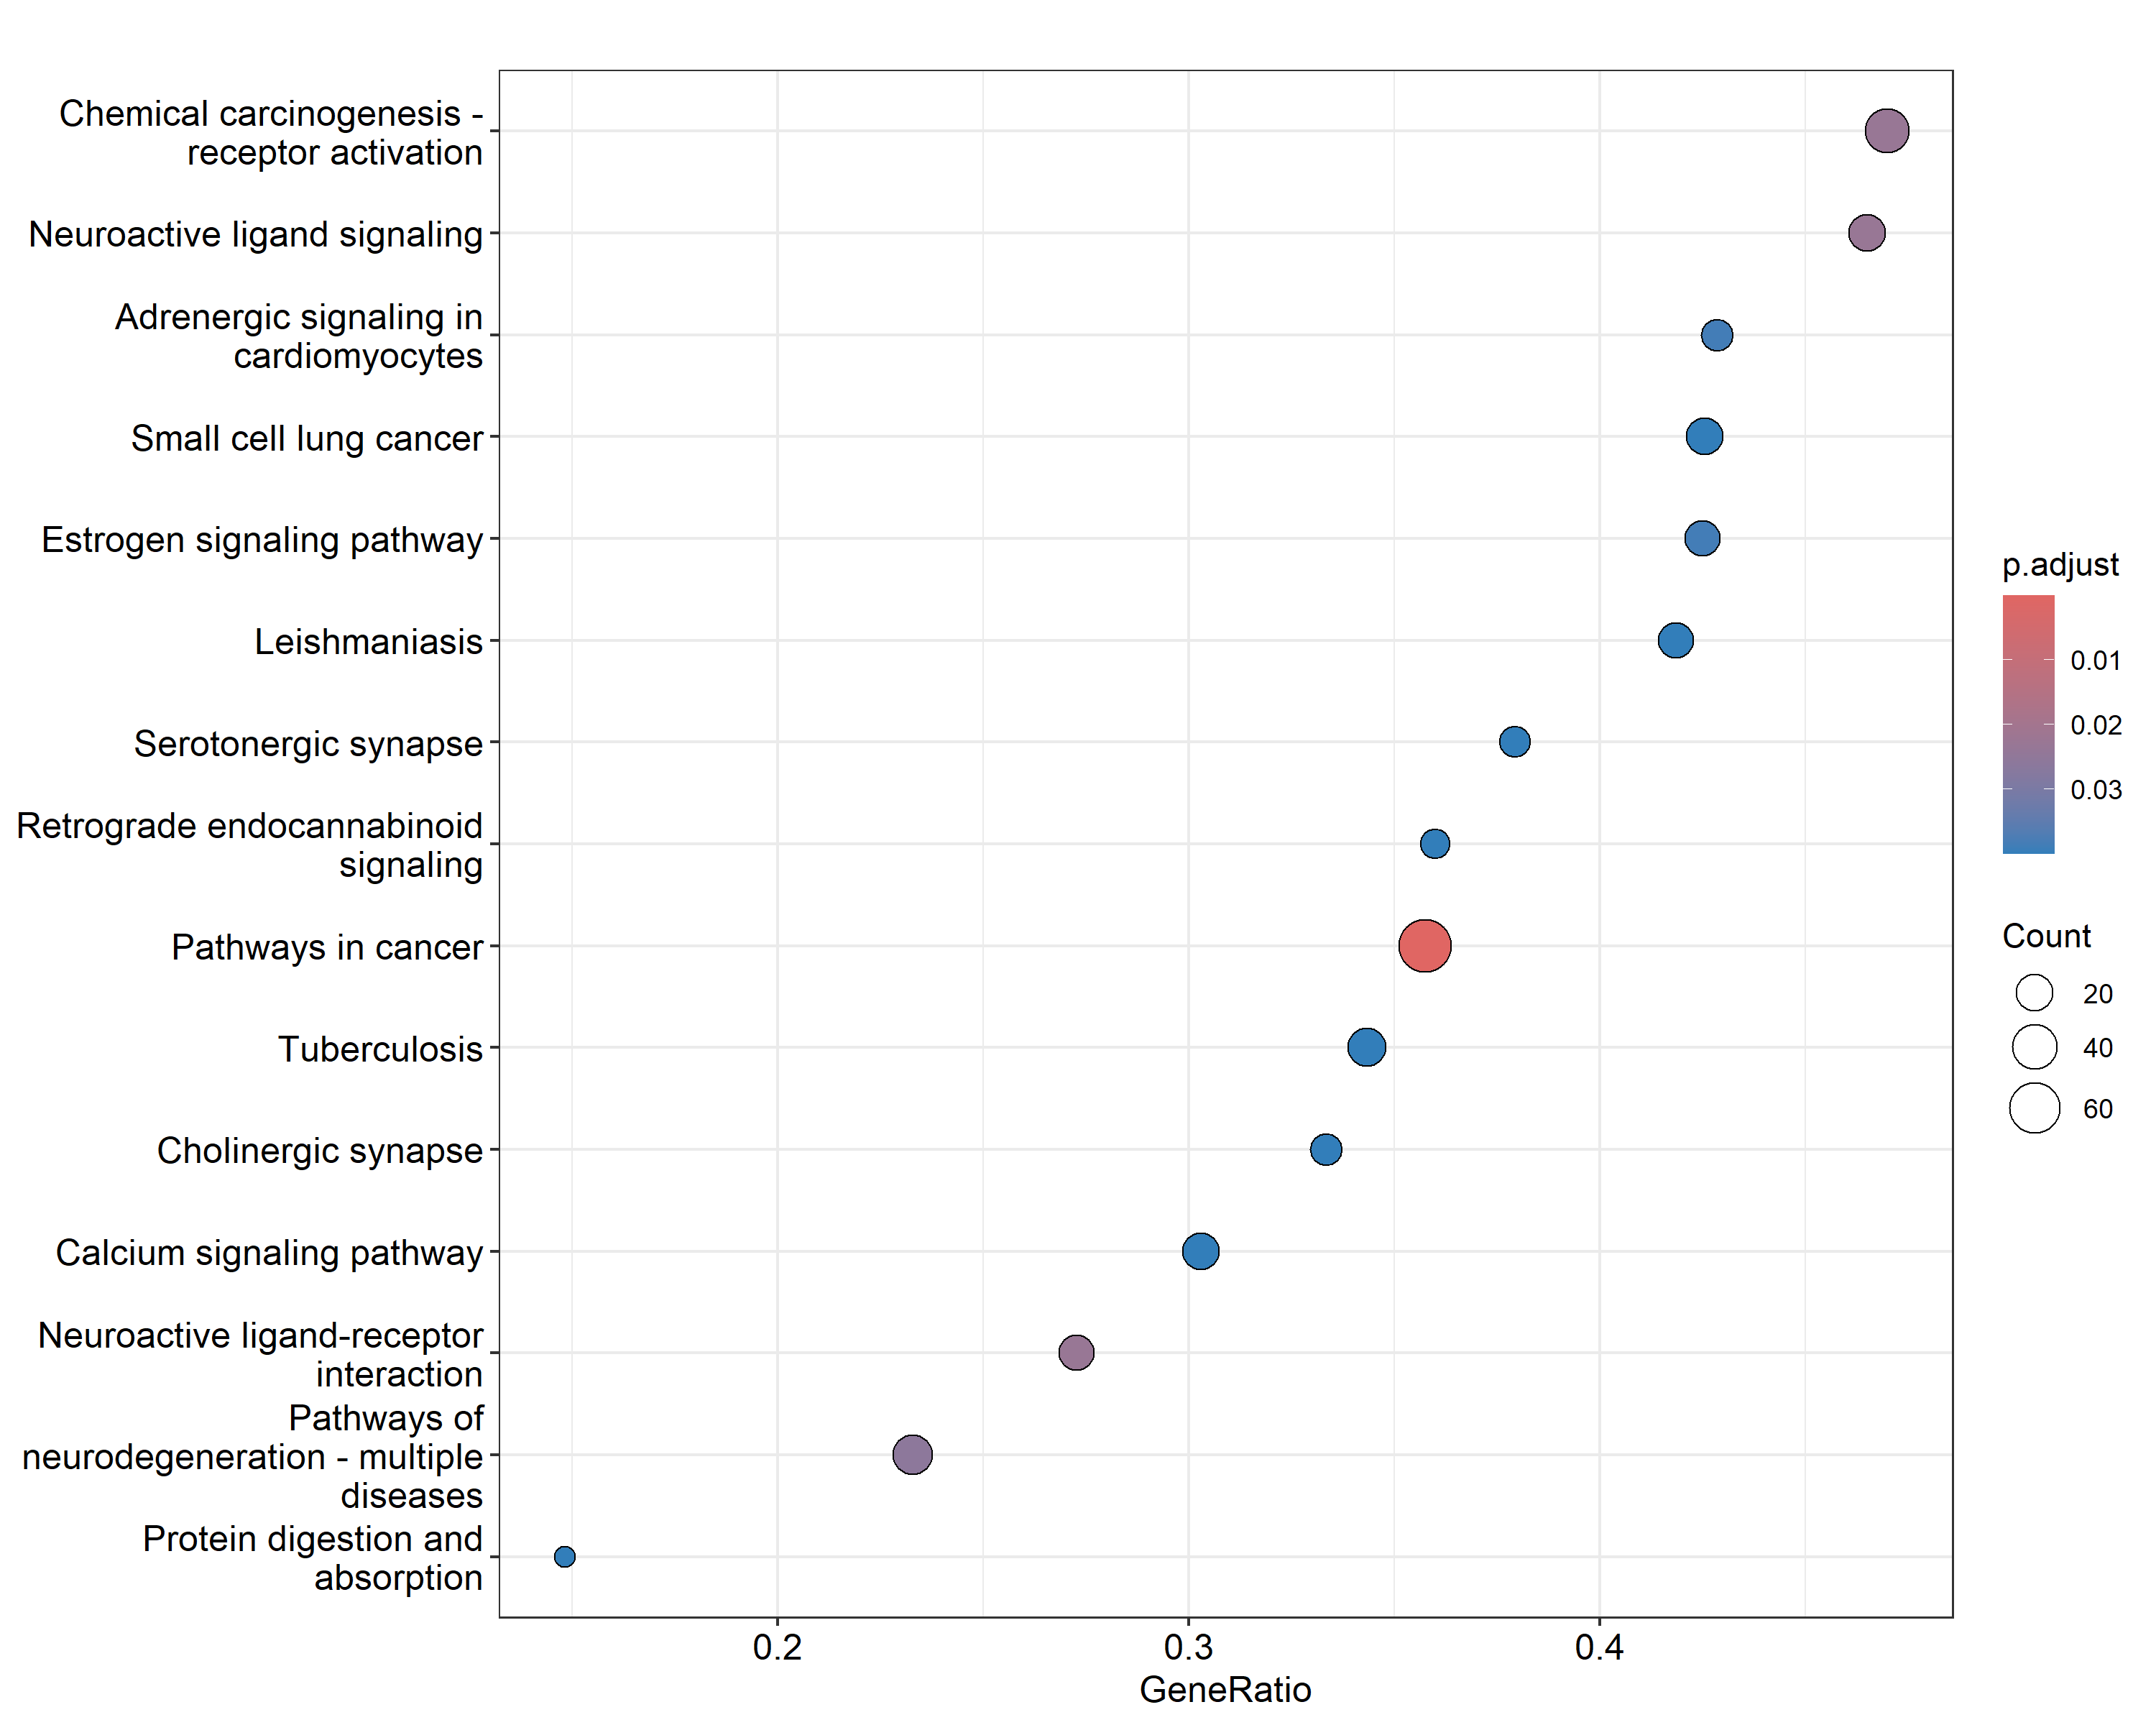 Chemical carcinogenesis -
receptor activation
Neuroactive ligand signaling
Adrenergic signaling in
cardiomyocytes
Small cell lung cancer
Estrogen signaling pathway
Leishmaniasis
Serotonergic synapse
Retrograde endocannabinoid
signaling
Pathways in cancer
Tuberculosis
Cholinergic synapse
Calcium signaling pathway
Neuroactive ligand-receptor
interaction
Pathways of
neurodegeneration - multiple
diseases
Protein digestion and
absorption
0.2 0.3 0.4
GeneRatio
p.adjust
0.01
0.02
0.03
Count
20
40
60